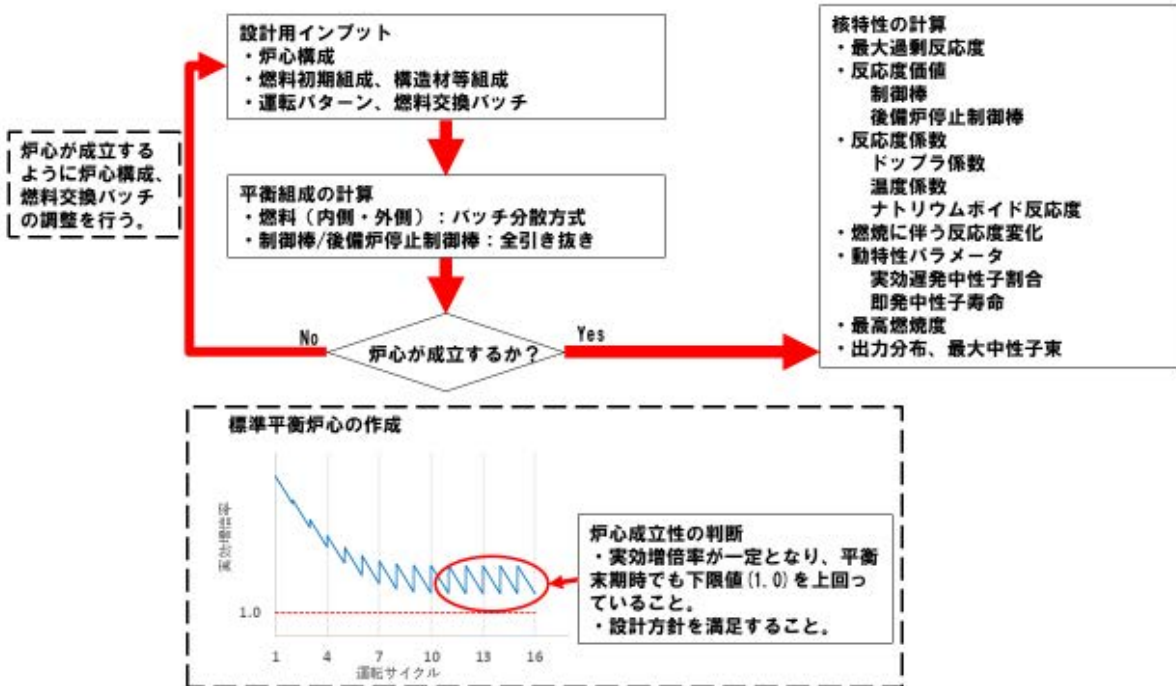 設計用インプット
・炉心構成
・燃料初期組成、構造材等組成
・運転パターン、燃料交換バッチ
炉心が成立する
ように炉心構成、
燃料交換バッチ
の調整を行う。
平衡組成の計算
・燃料（内側・外側）：バッチ分散方式
・制御棒/後備炉停止制御棒：全引き抜き
No
炉心が成立するか？
Yes
核特性の計算
・最大過剰反応度
・反応度価値
制御棒
後備炉停止制御棒
・反応度係数
ドップラ係数
温度係数
ナトリウムボイド反応度
・燃焼に伴う反応度変化
・動特性パラメータ
実効遅発中性子割合
即発中性子寿命
・最高燃焼度
・出力分布、最大中性子束
標準平衡炉心の作成
実効増倍率
1.0
1 4 7 10 13 16
運転サイクル
炉心成立性の判断
・実効増倍率が一定となり、平衡
末期時でも下限値(1.0)を上回っ
ていること。
・設計方針を満足すること。